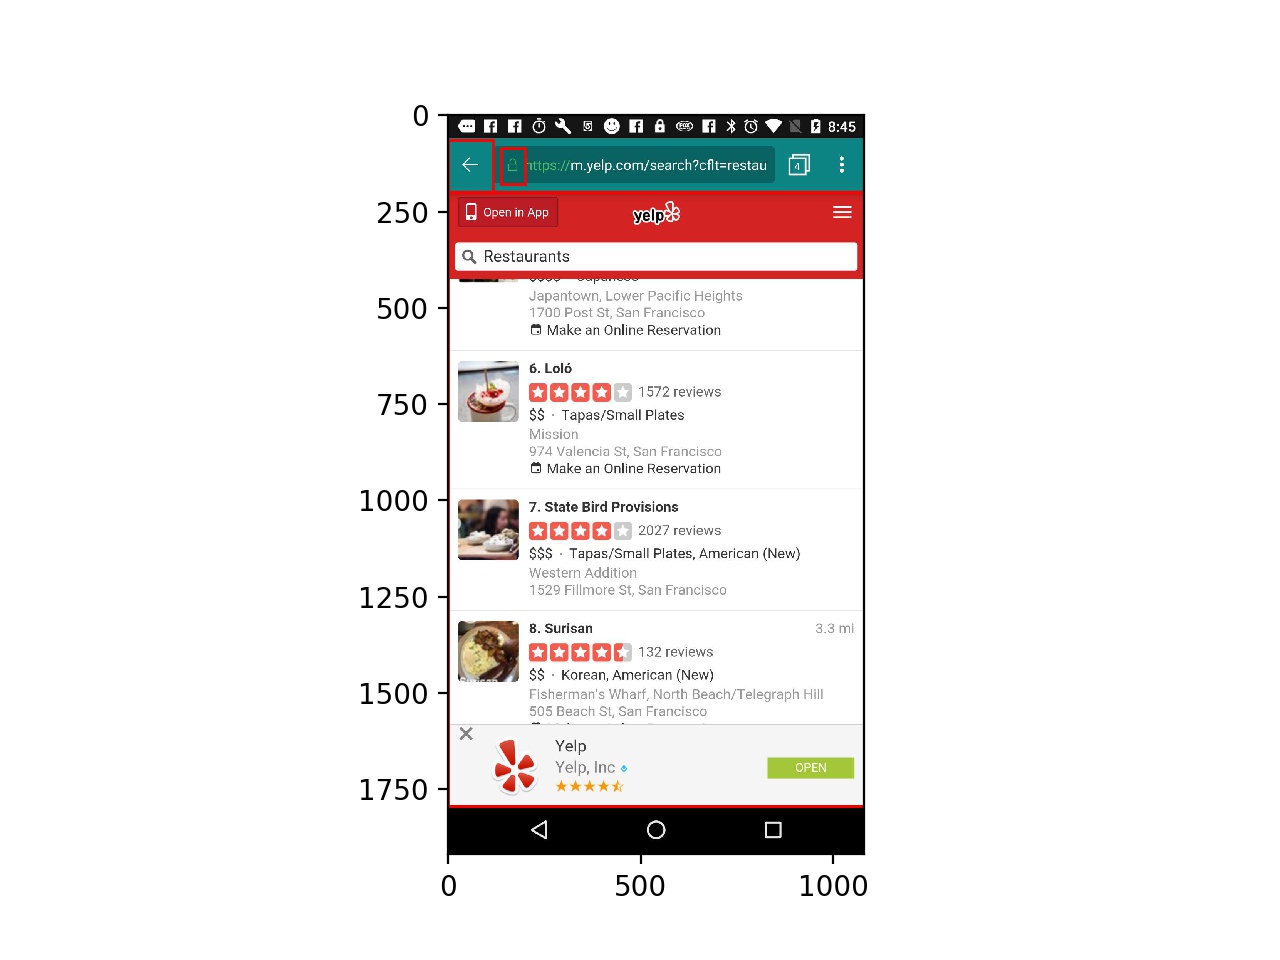 0
250
500
750
1000
1250
1500
1750
0
500
1000
8:45
https://m.yelp.com/search?cflt=restau
4
Open in App
yelp
Restaurants
$$$$ · Japanese
Japantown, Lower Pacific Heights
1700 Post St, San Francisco
Make an Online Reservation
6. Loló
1572 reviews
$$ · Tapas/Small Plates
Mission
974 Valencia St, San Francisco
Make an Online Reservation
7. State Bird Provisions
2027 reviews
$$$ · Tapas/Small Plates, American (New)
Western Addition
1529 Fillmore St, San Francisco
8. Surisan
3.3 mi
132 reviews
$$ · Korean, American (New)
Fisherman's Wharf, North Beach/Telegraph Hill
505 Beach St, San Francisco
Yelp
Yelp, Inc
OPEN